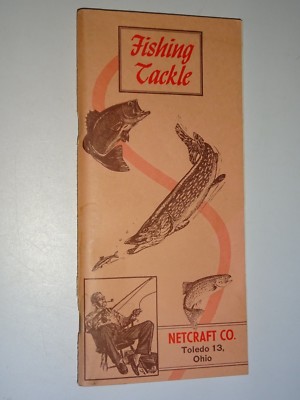 Fishing
Tackle
NETCRAFT CO.
Toledo 13,
Ohio